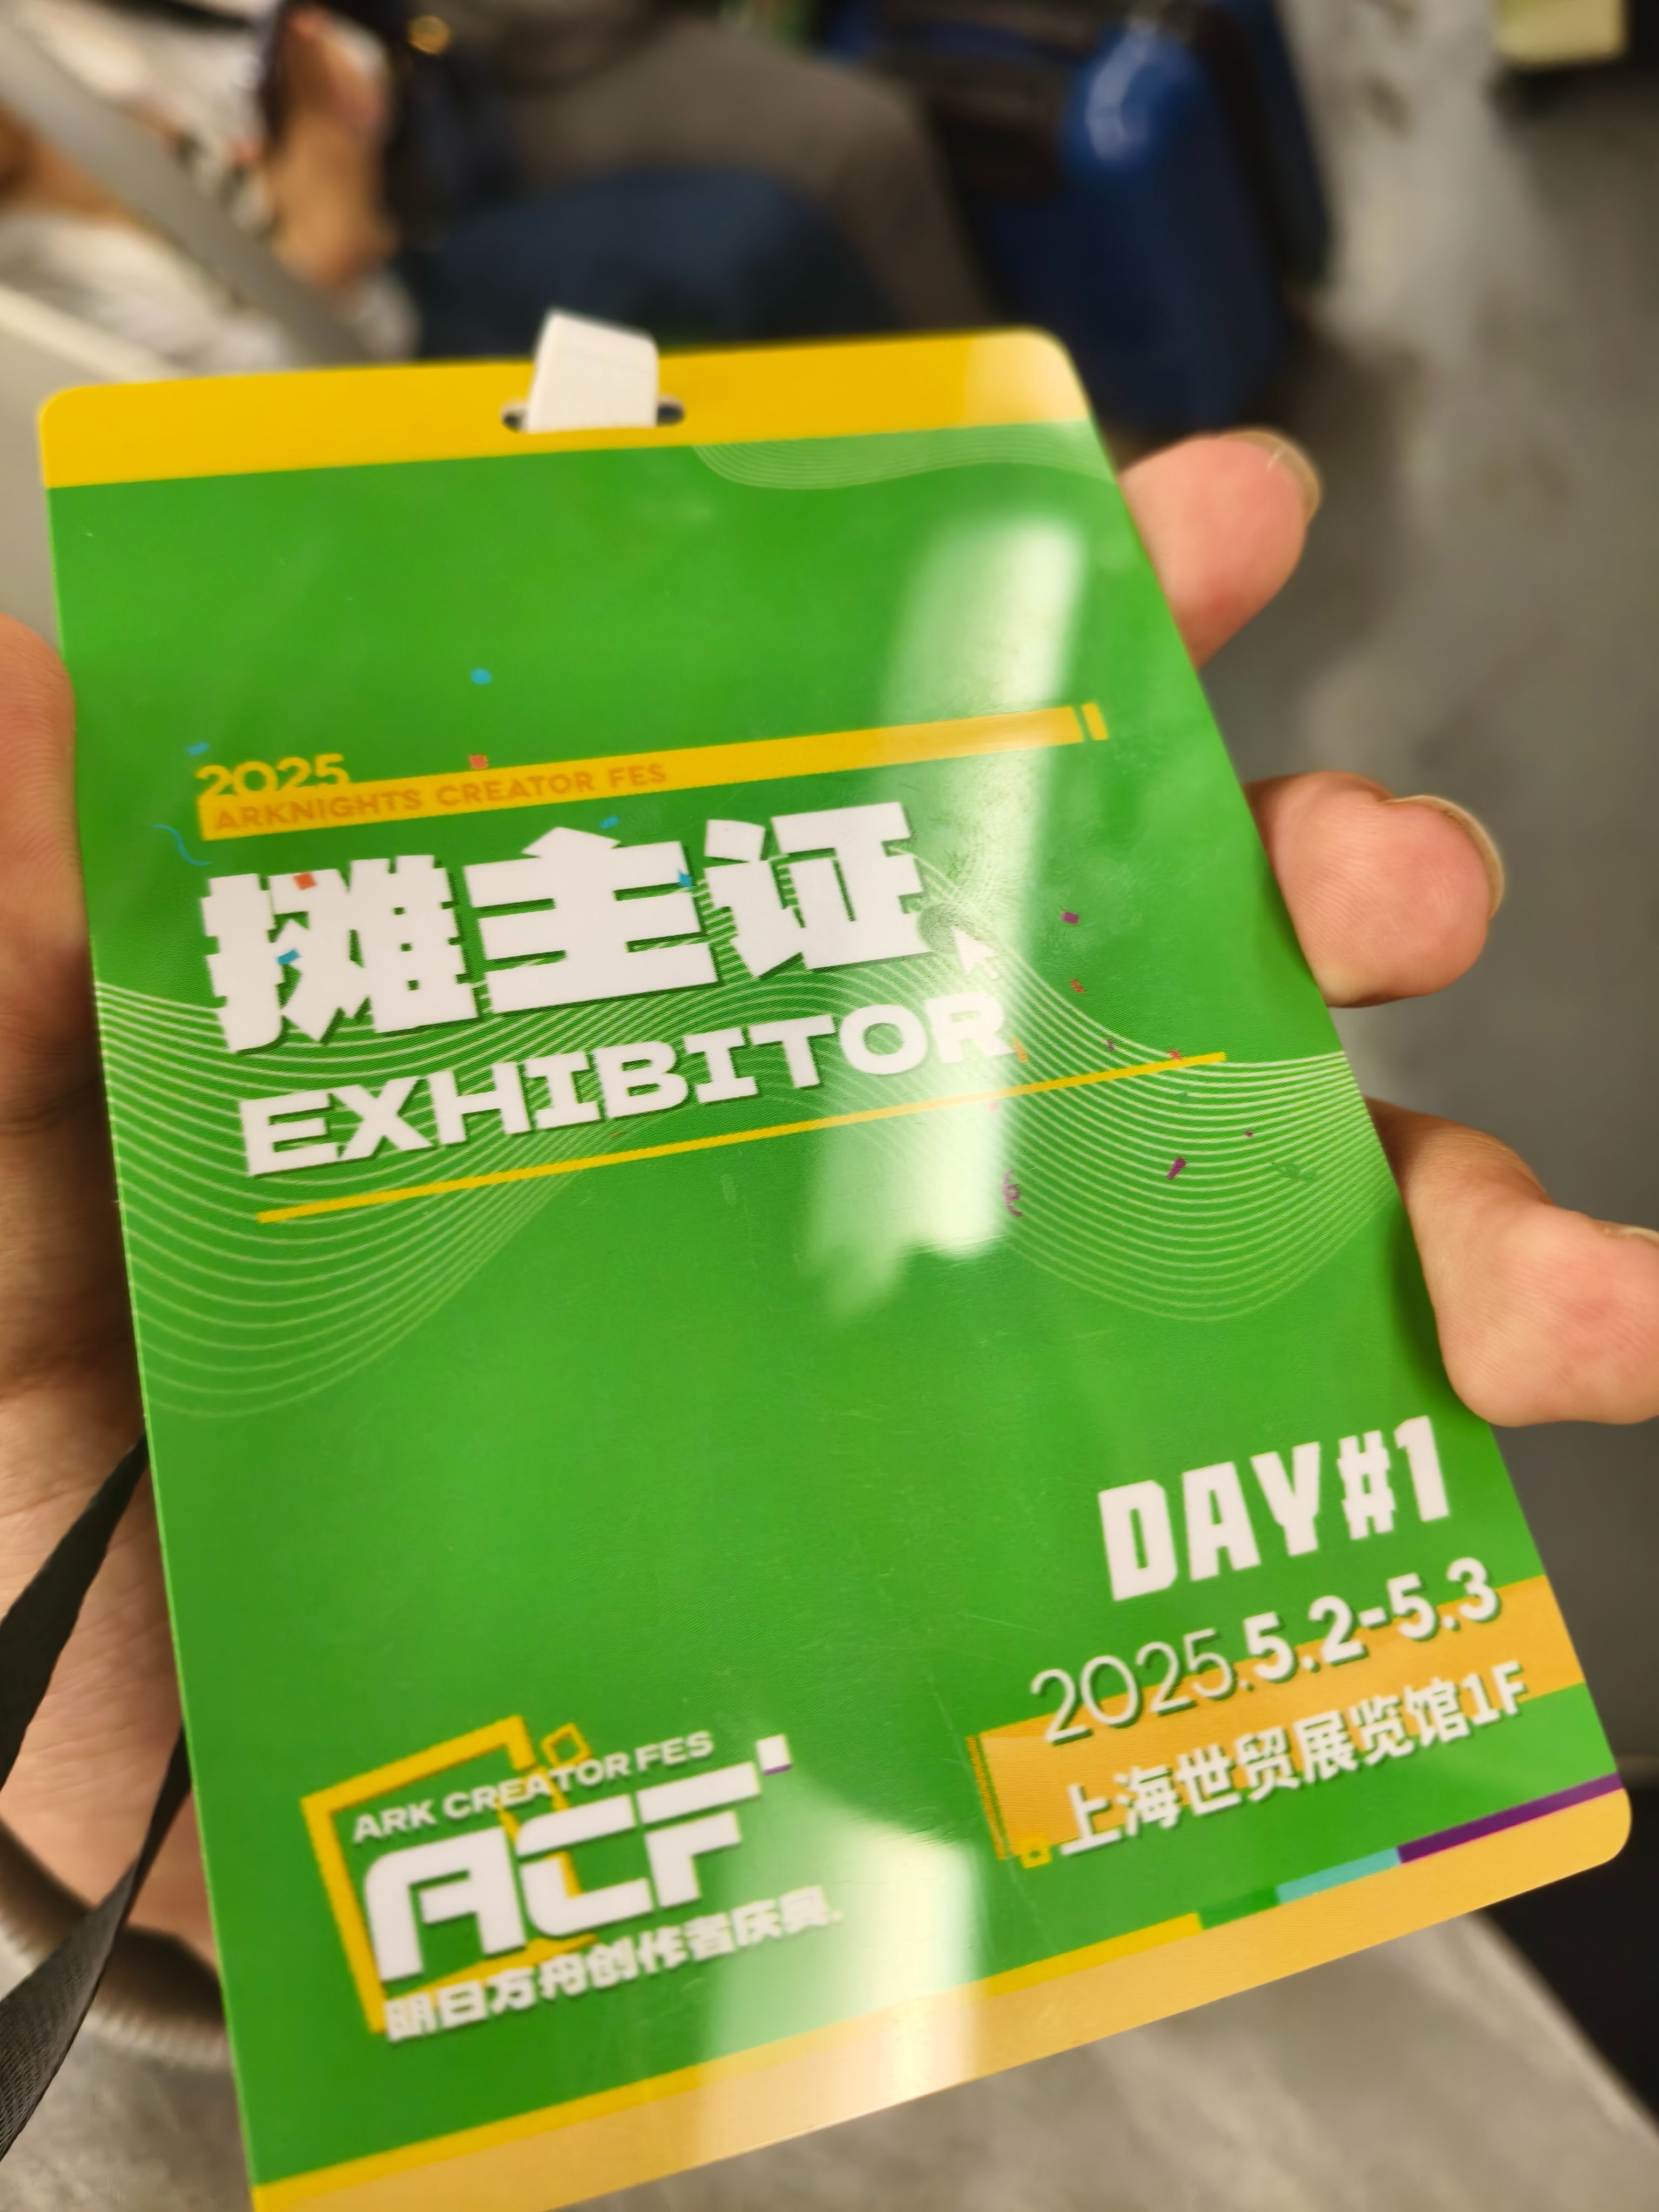 2025
ARKNIGHTS CREATOR FES
摊主证
EXHIBITOR
DAY#1
2025.5.2-5.3
上海世贸展览馆1F
ARK CREATOR FES
ACF
明日方舟创作者庆典